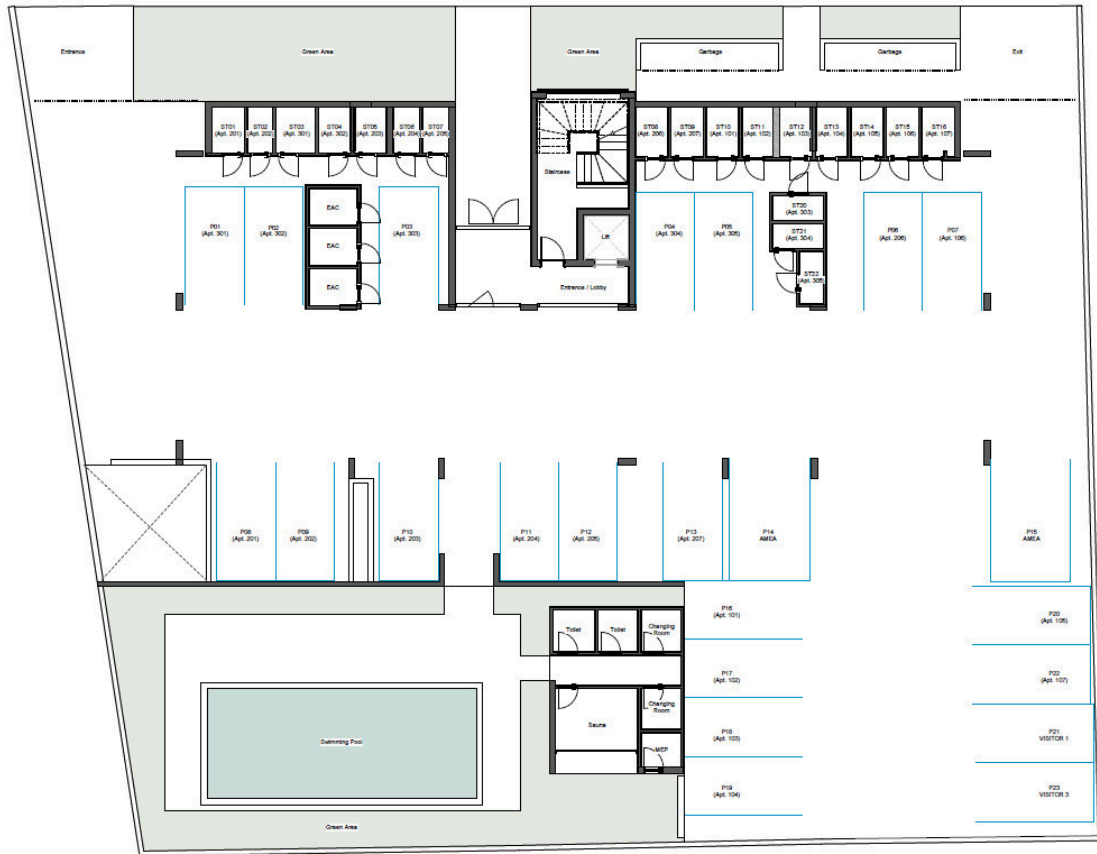 Entrance
Green Area
Green Area
Garbage
Garbage
Exit
ST01
(Apt. 201)
ST02
(Apt. 202)
ST03
(Apt. 301)
ST04
(Apt. 302)
ST05
(Apt. 203)
ST06
(Apt. 204)
ST07
(Apt. 205)
ST08
(Apt. 206)
ST09
(Apt. 207)
ST10
(Apt. 101)
ST11
(Apt. 102)
ST12
(Apt. 103)
ST13
(Apt. 104)
ST14
(Apt. 105)
ST15
(Apt. 106)
ST16
(Apt. 107)
Staircase
EAC
ST20
(Apt. 303)
P01
(Apt. 301)
P02
(Apt. 302)
P03
(Apt. 303)
P04
(Apt. 304)
P05
(Apt. 305)
P06
(Apt. 206)
P07
(Apt. 106)
Lift
EAC
ST21
(Apt. 304)
ST22
(Apt. 305)
EAC
Entrance / Lobby
P08
(Apt. 201)
P09
(Apt. 202)
P10
(Apt. 203)
P11
(Apt. 204)
P12
(Apt. 205)
P13
(Apt. 207)
P14
AMEA
P15
AMEA
P16
(Apt. 101)
P20
(Apt. 105)
Toilet
Toilet
Changing
Room
P17
(Apt. 102)
P22
(Apt. 107)
Changing
Room
Sauna
P18
(Apt. 103)
P21
VISITOR 1
Swimming Pool
MEP
P19
(Apt. 104)
P23
VISITOR 3
Green Area